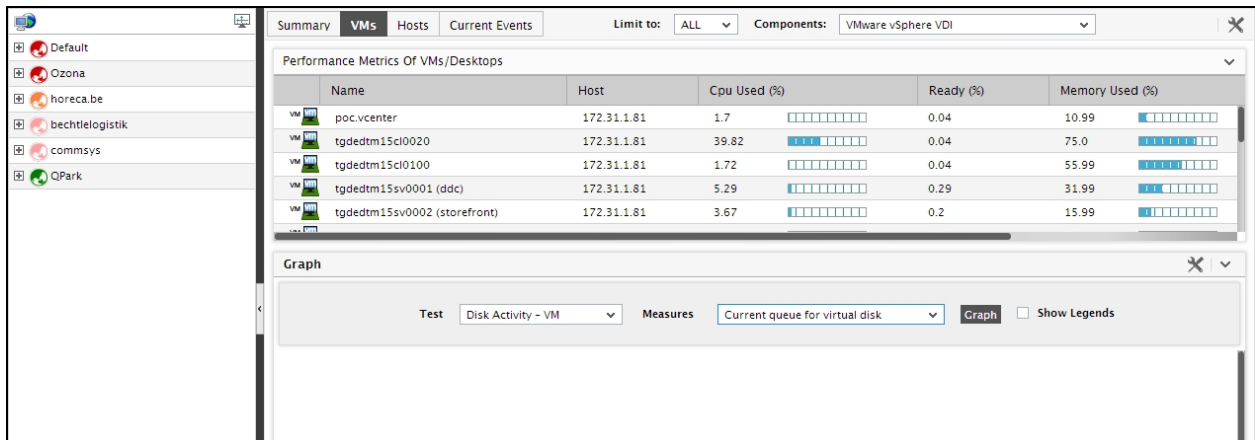 Summary VMs Hosts Current Events Limit to: ALL Components: VMware vSphere VDI
Default
Ozona
horeca.be
bechtlelogistik
commsys
QPark
Performance Metrics Of VMs/Desktops
Name Host Cpu Used (%) Ready (%) Memory Used (%)
VM poc.vcenter 172.31.1.81 1.7 0.04 10.99
VM tgdedtm15cl0020 172.31.1.81 39.82 0.04 75.0
VM tgdedtm15cl0100 172.31.1.81 1.72 0.04 55.99
VM tgdedtm15sv0001 (ddc) 172.31.1.81 5.29 0.29 31.99
VM tgdedtm15sv0002 (storefront) 172.31.1.81 3.67 0.2 15.99
Graph
Test Disk Activity - VM Measures Current queue for virtual disk Graph Show Legends